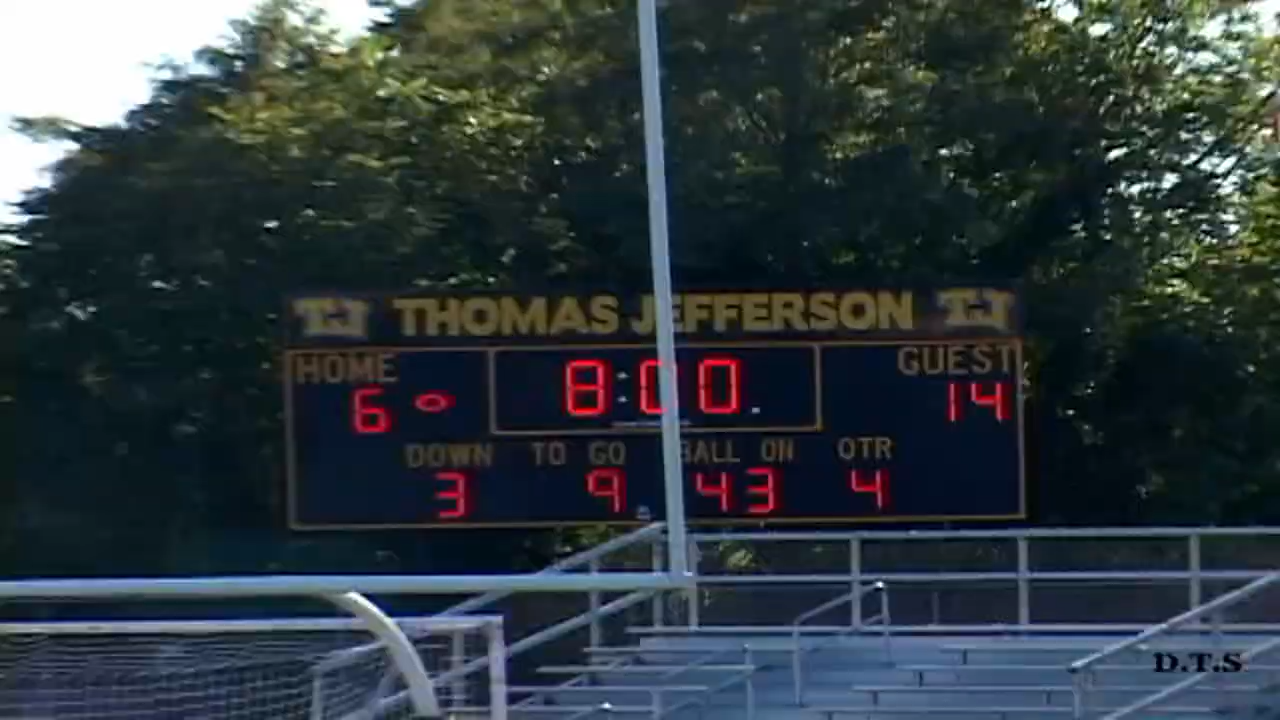 TJ THOMAS JEFFERSON TJ
HOME 8:00 GUEST
6 14
DOWN TO GO BALL ON QTR
3 9 43 4
D.T.S